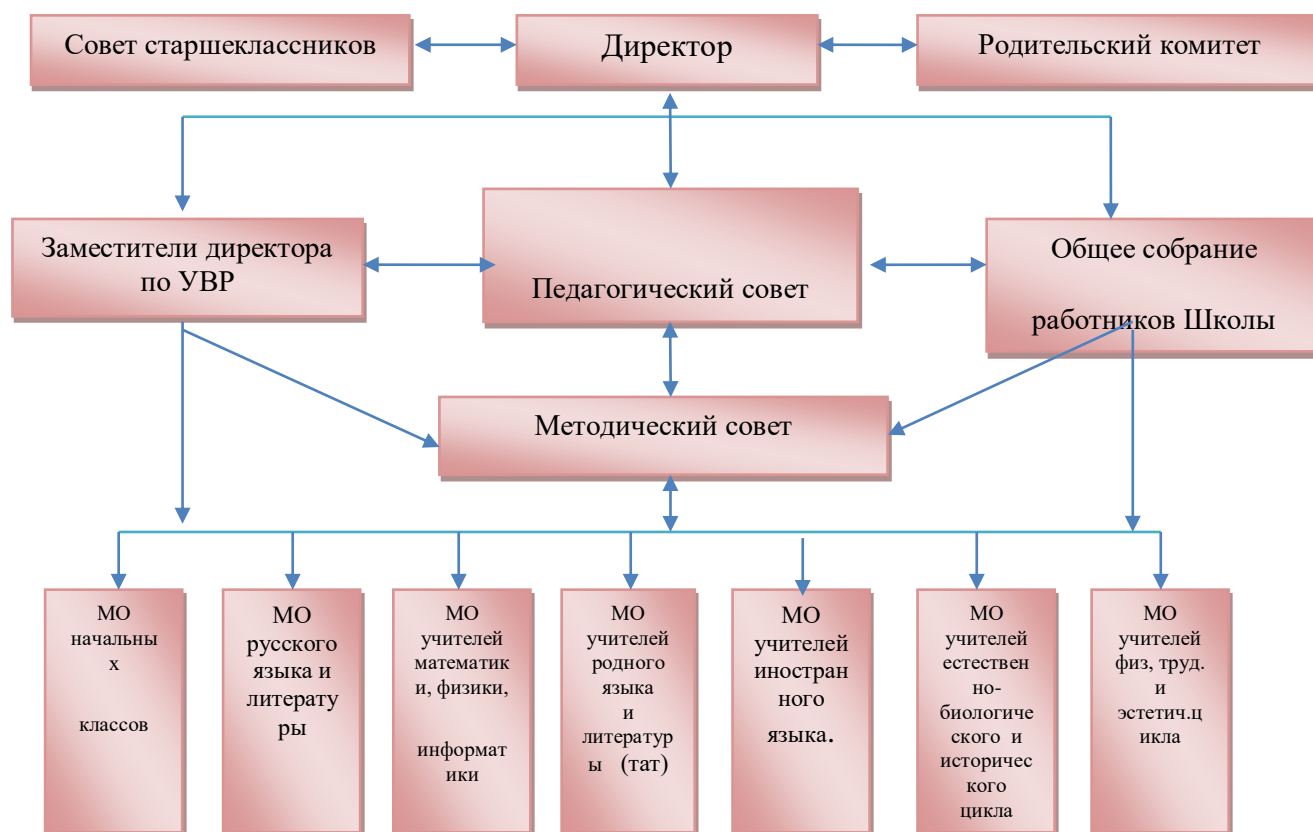 Совет старшеклассников
Директор
Родительский комитет
Заместители директора
по УВР
Педагогический совет
Общее собрание
работников Школы
Методический совет
МО
начальны
х
классов
МО
русского
языка и
литерату
ры
МО
учителей
математик
и, физики,
информат
ики
МО
учителей
родного
языка
и
литератур
ы (тат)
МО
учителей
иностран
ного
языка.
МО
учителей
естествен
но-
биологиче
ского и
историчес
кого
цикла
МО
учителей
физ, труд.
и
эстетич.ц
икла